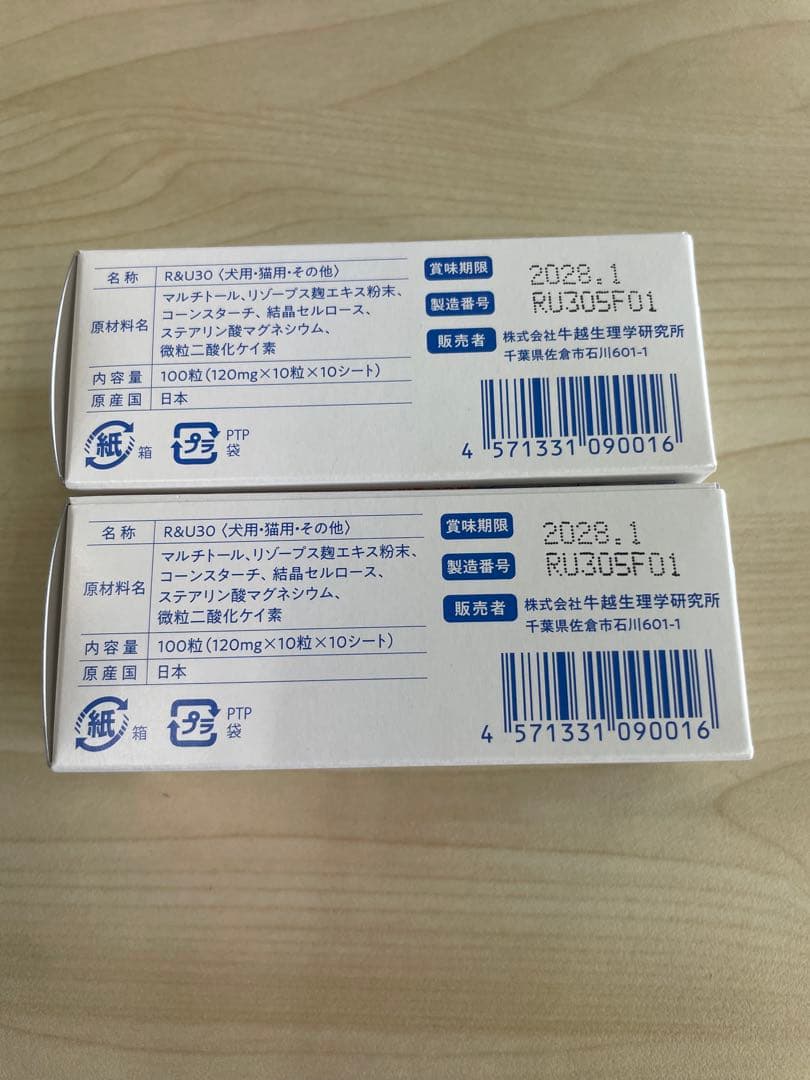 名称 R&U30〈犬用・猫用・その他〉
原材料名 マルチトール、リゾープス麹エキス粉末、
コーンスターチ、結晶セルロース、
ステアリン酸マグネシウム、
微粒二酸化ケイ素
内容量 100粒(120mg×10粒×10シート)
原産国 日本
紙 箱 プラ PTP
袋
賞味期限 2028.1
製造番号 RU305F01
販売者 株式会社牛越生理学研究所
千葉県佐倉市石川601-1
4 571331 090016
名称 R&U30〈犬用・猫用・その他〉
原材料名 マルチトール、リゾープス麹エキス粉末、
コーンスターチ、結晶セルロース、
ステアリン酸マグネシウム、
微粒二酸化ケイ素
内容量 100粒(120mg×10粒×10シート)
原産国 日本
紙 箱 プラ PTP
袋
賞味期限 2028.1
製造番号 RU305F01
販売者 株式会社牛越生理学研究所
千葉県佐倉市石川601-1
4 571331 090016